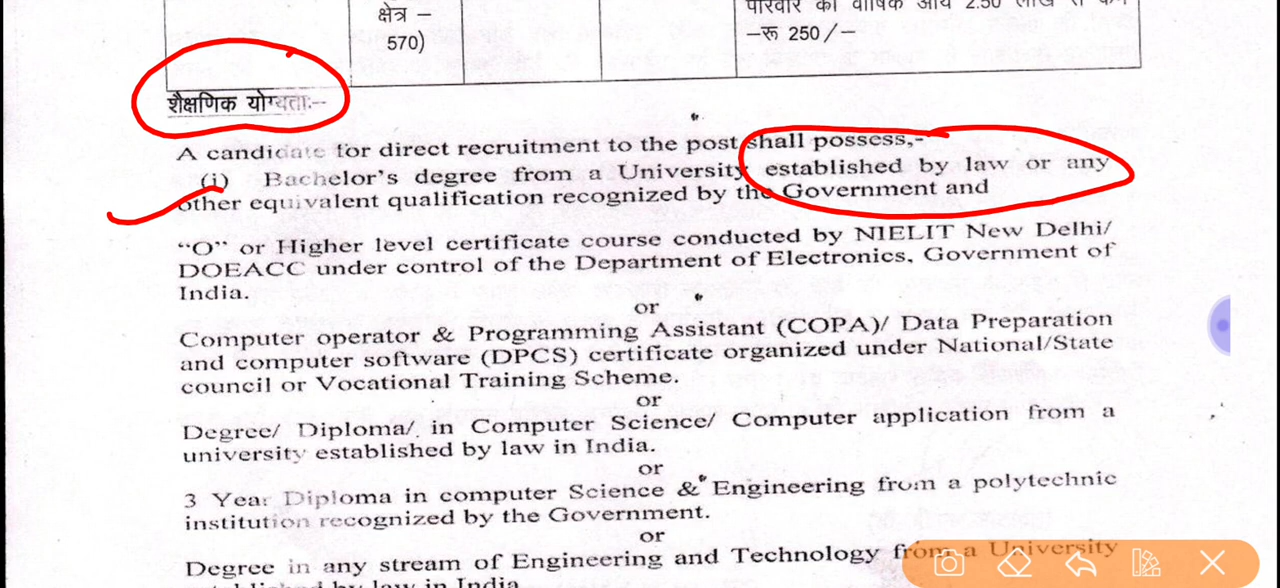 क्षेत्र –
570)
परिवार की वार्षिक आय 2.50 लाख से कम
–रू 250/–
शैक्षणिक योग्यताः–
A candidate for direct recruitment to the post shall possess,-
(i) Bachelor's degree from a University established by law or any
other equivalent qualification recognized by the Government and
"O" or Higher level certificate course conducted by NIELIT New Delhi/
DOEACC under control of the Department of Electronics, Government of
India.
or
Computer operator & Programming Assistant (COPA)/ Data Preparation
and computer software (DPCS) certificate organized under National/State
council or Vocational Training Scheme.
or
Degree/ Diploma/ in Computer Science/ Computer application from a
university established by law in India.
or
3 Year Diploma in computer Science & Engineering from a polytechnic
institution recognized by the Government.
or
Degree in any stream of Engineering and Technology from a University
established by law in India